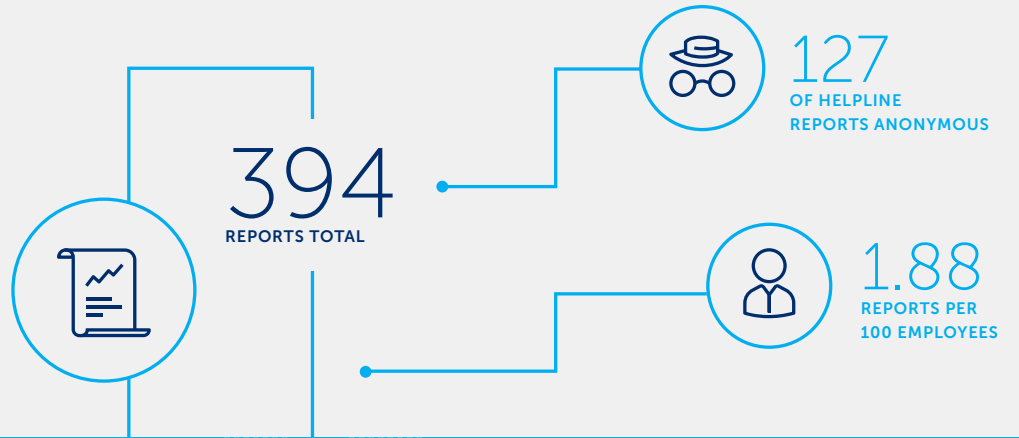 394
REPORTS TOTAL
127
OF HELPLINE
REPORTS ANONYMOUS
1.88
REPORTS PER
100 EMPLOYEES